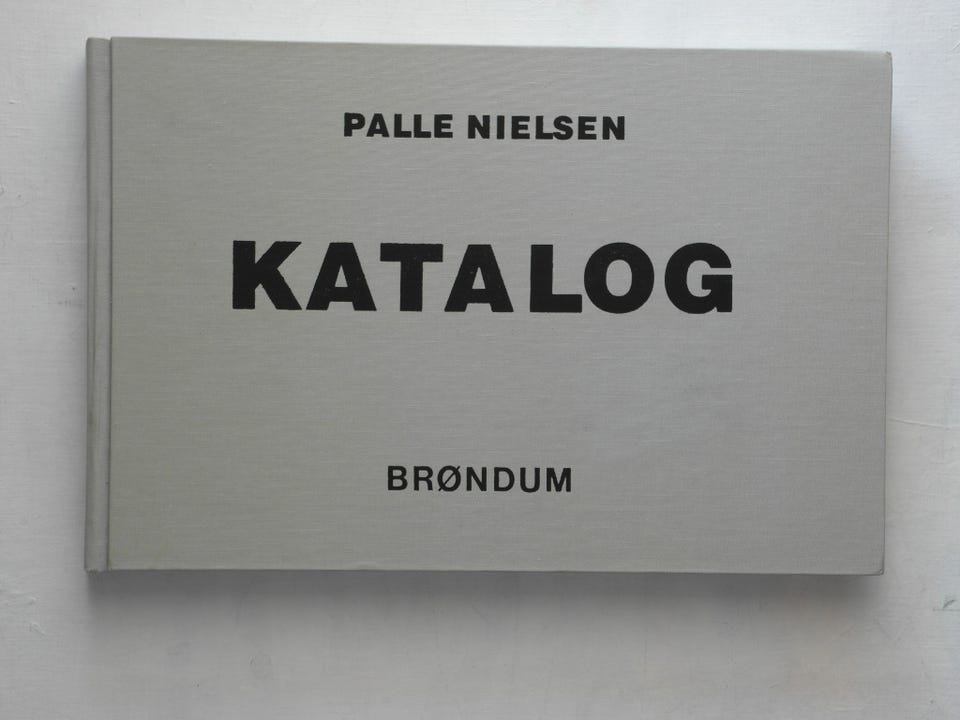 PALLE NIELSEN
KATALOG
BRØNDUM